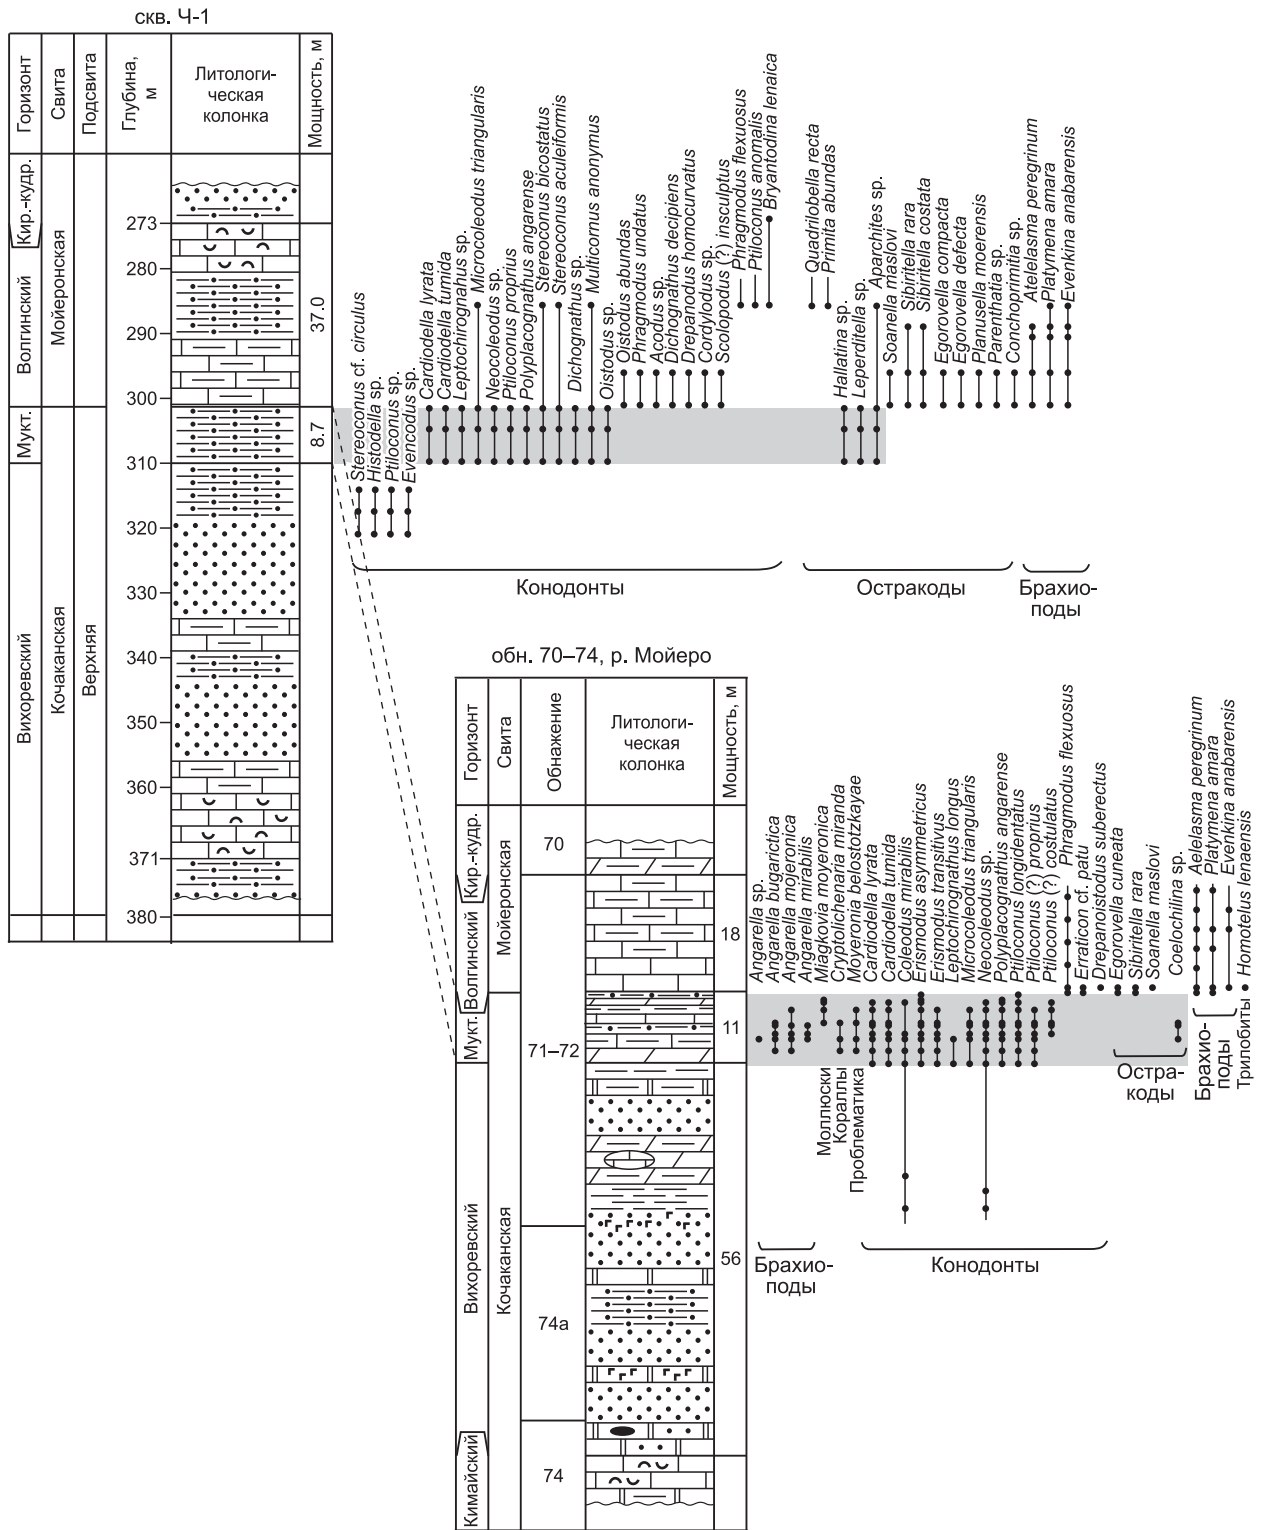 скв. Ч-1
Горизонт
Свита
Подсвита
Глубина,
м
Литологи-
ческая
колонка
Мощность, м
Кир.-кудр.
Волгинский
Мукт.
Вихоревский
Мойеронская
Кочаканская
Верхняя
273
280
290
300
310
320
330
340
350
360
371
380
37.0
8.7
Stereoconus cf. circulus
Histodella sp.
Ptiloconus sp.
Evencodus sp.
Cardiodella lyrata
Cardiodella tumida
Leptochirognahus sp.
Microcoleodus triangularis
Neocoleodus sp.
Ptiloconus proprius
Polyplacognathus angarense
Stereoconus bicostatus
Stereoconus aculeiformis
Dichognathus sp.
Multicornus anonymus
Oistodus sp.
Oistodus abundas
Phragmodus undatus
Acodus sp.
Dichognathus decipiens
Drepanodus homocurvatus
Cordylodus sp.
Scolopodus (?) insculptus
Phragmodus flexuosus
Ptiloconus anomalis
Bryantodina lenaica
Quadrilobella recta
Primita abundas
Hallatina sp.
Leperditella sp.
Aparchites sp.
Soanella maslovi
Sibiritella rara
Sibiritella costata
Egorovella compacta
Egorovella defecta
Planusella moerensis
Parenthatia sp.
Conchoprimitia sp.
Atelelasma peregrinum
Platymena amara
Evenkina anabarensis
Конодонты
Остракоды
Брахио-
поды
обн. 70–74, р. Мойеро
Горизонт
Свита
Обнажение
Литологи-
ческая
колонка
Мощность, м
Кир.-кудр.
Волгинский
Мукт.
Вихоревский
Кимайский
Мойеронская
Кочаканская
70
71–72
74а
74
18
11
56
Angarella sp.
Angarella bugarictica
Angarella mojeronica
Angarella mirabilis
Miagkovia moyeronica
Cryptolichenaria miranda
Moyeronia belostotzkayae
Cardiodella lyrata
Cardiodella tumida
Coleodus mirabilis
Erismodus asymmetricus
Erismodus transitivus
Leptochirognathus longus
Microcoleodus triangularis
Neocoleodus sp.
Polyplacognathus angarense
Ptiloconus longidentatus
Ptiloconus (?) proprius
Ptiloconus (?) costulatus
Phragmodus flexuosus
Erraticon cf. patu
Drepanoistodus suberectus
Egorovella cuneata
Sibiritella rara
Soanella maslovi
Coelochilina sp.
Aelelasma peregrinum
Platymena amara
Evenkina anabarensis
Homotelus lenaensis
Моллюски
Кораллы
Проблематика
Остра-
коды
Брахио-
поды
Трилобиты
Брахио-
поды
Конодонты